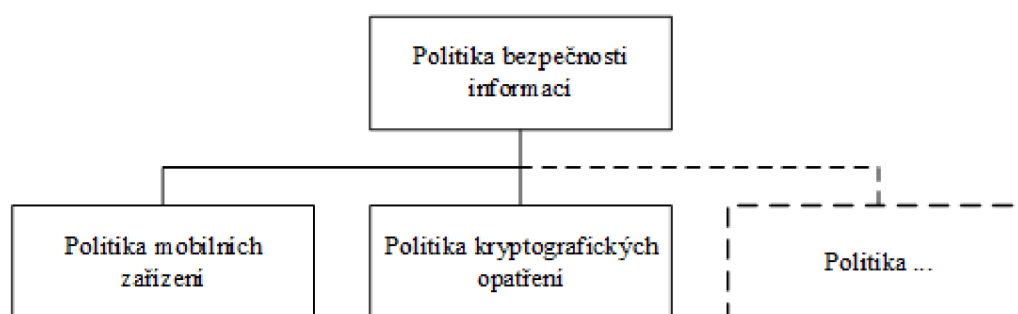 Politika bezpečnosti
informací
Politika mobilních
zařízení
Politika kryptografických
opatření
Politika ...